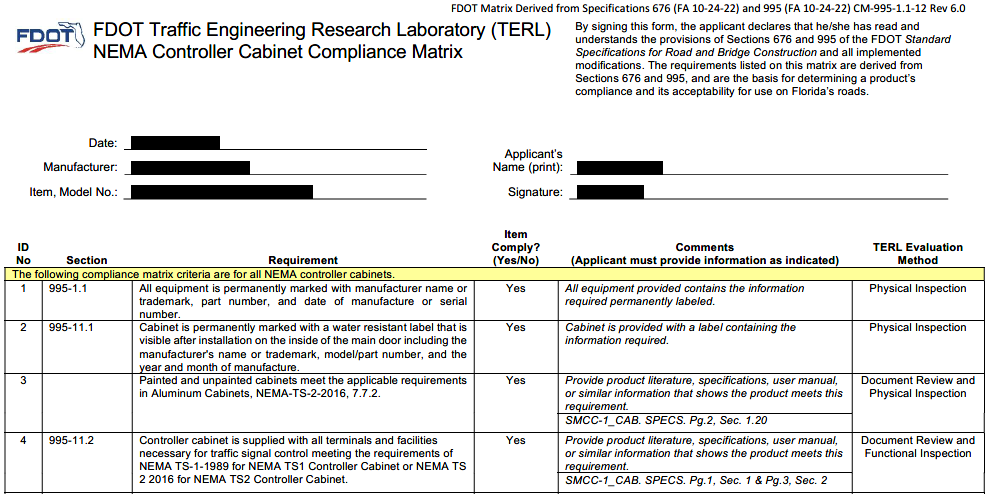 FDOT Matrix Derived from Specifications 676 (FA 10-24-22) and 995 (FA 10-24-22) CM-995-1.1-12 Rev 6.0
FDOT
FDOT Traffic Engineering Research Laboratory (TERL)
NEMA Controller Cabinet Compliance Matrix
By signing this form, the applicant declares that he/she has read and
understands the provisions of Sections 676 and 995 of the FDOT Standard
Specifications for Road and Bridge Construction and all implemented
modifications. The requirements listed on this matrix are derived from
Sections 676 and 995, and are the basis for determining a product's
compliance and its acceptability for use on Florida's roads.
Date:
Manufacturer:
Item, Model No.:
Applicant's
Name (print):
Signature:
ID
No
Section
Requirement
Item
Comply?
(Yes/No)
Comments
(Applicant must provide information as indicated)
TERL Evaluation
Method
The following compliance matrix criteria are for all NEMA controller cabinets.
1
995-1.1
All equipment is permanently marked with manufacturer name or
trademark, part number, and date of manufacture or serial
number.
Yes
All equipment provided contains the information
required permanently labeled.
Physical Inspection
2
995-11.1
Cabinet is permanently marked with a water resistant label that is
visible after installation on the inside of the main door including the
manufacturer's name or trademark, model/part number, and the
year and month of manufacture.
Yes
Cabinet is provided with a label containing the
information required.
Physical Inspection
3
Painted and unpainted cabinets meet the applicable requirements
in Aluminum Cabinets, NEMA-TS-2-2016, 7.7.2.
Yes
Provide product literature, specifications, user manual,
or similar information that shows the product meets this
requirement.
SMCC-1_CAB. SPECS. Pg.2, Sec. 1.20
Document Review and
Physical Inspection
4
995-11.2
Controller cabinet is supplied with all terminals and facilities
necessary for traffic signal control meeting the requirements of
NEMA TS-1-1989 for NEMA TS1 Controller Cabinet or NEMA TS
2 2016 for NEMA TS2 Controller Cabinet.
Yes
Provide product literature, specifications, user manual,
or similar information that shows the product meets this
requirement.
SMCC-1_CAB. SPECS. Pg.1, Sec. 1 & Pg.3, Sec. 2
Document Review and
Functional Inspection